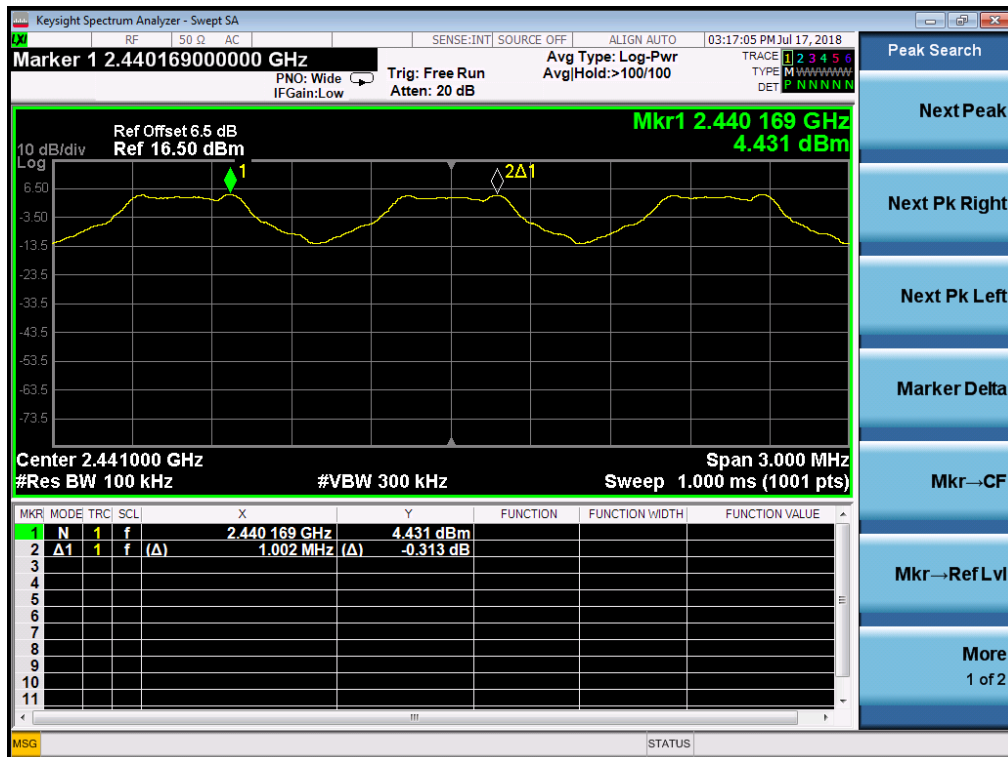 Keysight Spectrum Analyzer - Swept SA
LXI RF 50 Ω AC SENSE:INT SOURCE OFF ALIGN AUTO 03:17:05 PM Jul 17, 2018
Marker 1 2.440169000000 GHz
PNO: Wide
IFGain:Low
Trig: Free Run
Atten: 20 dB
Avg Type: Log-Pwr
Avg|Hold:>100/100
TRACE 1 2 3 4 5 6
TYPE M WWWWW
DET P N N N N N
Ref Offset 6.5 dB
Ref 16.50 dBm
10 dB/div
Log
Mkr1 2.440 169 GHz
4.431 dBm
1
2Δ1
6.50
-3.50
-13.5
-23.5
-33.5
-43.5
-53.5
-63.5
-73.5
Center 2.441000 GHz Span 3.000 MHz
#Res BW 100 kHz #VBW 300 kHz Sweep 1.000 ms (1001 pts)
MKR MODE TRC SCL X Y FUNCTION FUNCTION WIDTH FUNCTION VALUE
1 N 1 f 2.440 169 GHz 4.431 dBm
2 Δ1 1 f (Δ) 1.002 MHz (Δ) -0.313 dB
3
4
5
6
7
8
9
10
11
MSG STATUS
Peak Search
Next Peak
Next Pk Right
Next Pk Left
Marker Delta
Mkr→CF
Mkr→Ref Lvl
More
1 of 2